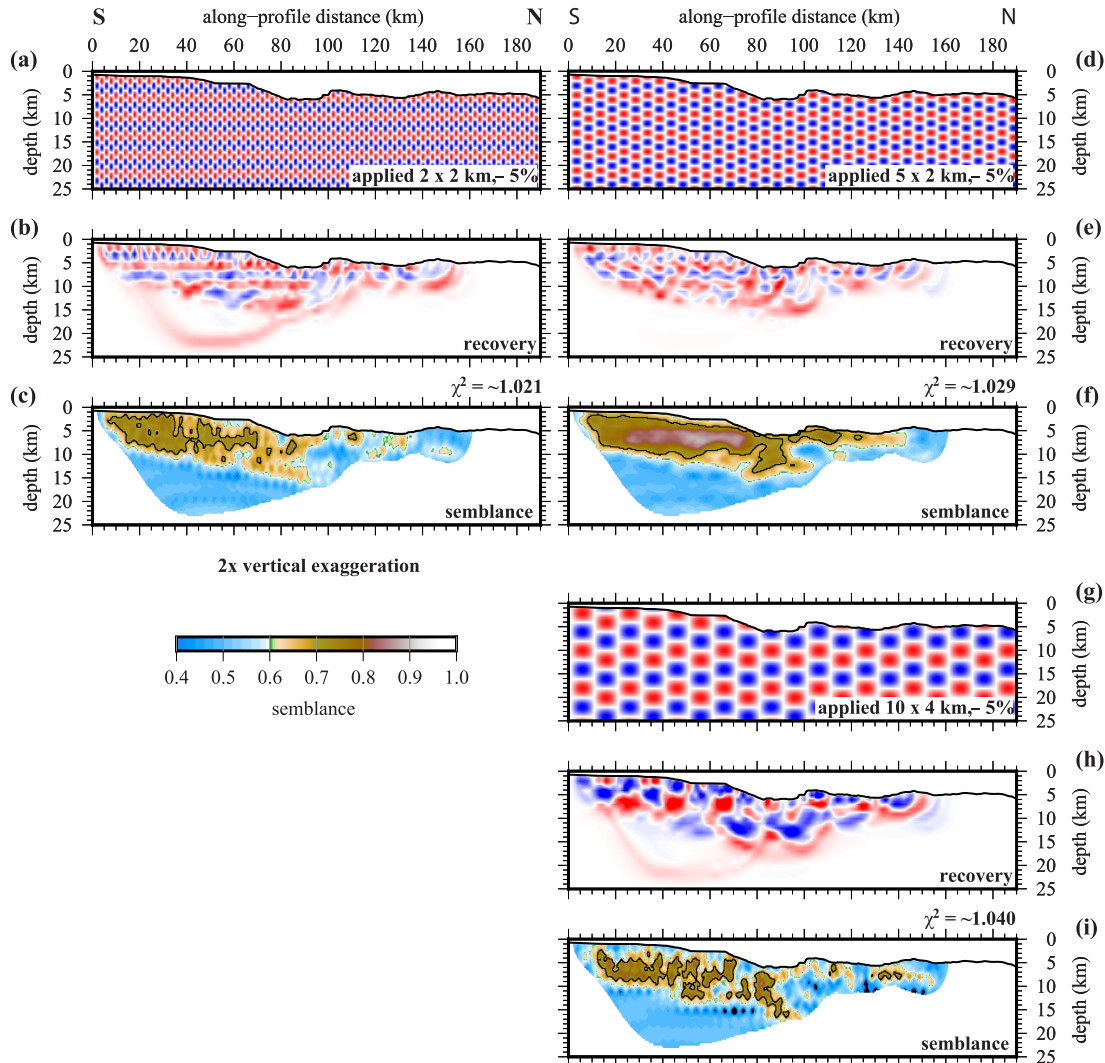 S along−profile distance (km) N
0 20 40 60 80 100 120 140 160 180
S along−profile distance (km) N
0 20 40 60 80 100 120 140 160 180
(a)
depth (km)
0
5
10
15
20
25
applied 2 x 2 km,− 5%
(d)
depth (km)
0
5
10
15
20
25
applied 5 x 2 km,− 5%
(b)
depth (km)
0
5
10
15
20
25
recovery
(e)
depth (km)
0
5
10
15
20
25
recovery
χ² = ~1.021
(c)
depth (km)
0
5
10
15
20
25
semblance
χ² = ~1.029
(f)
depth (km)
0
5
10
15
20
25
semblance
2x vertical exaggeration
0.4 0.5 0.6 0.7 0.8 0.9 1.0
semblance
(g)
depth (km)
0
5
10
15
20
25
applied 10 x 4 km,− 5%
(h)
depth (km)
0
5
10
15
20
25
recovery
χ² = ~1.040
(i)
depth (km)
0
5
10
15
20
25
semblance